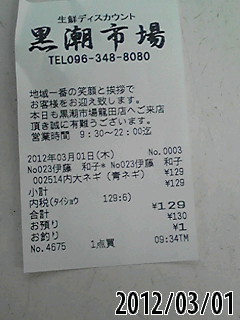 生鮮ディスカウント
黒潮市場
TEL096-348-8080
地域一番の笑顔と挨拶で
お客様をお迎え致します。
本日も黒潮市場龍田店へご来店
頂き誠に有難うございます。
営業時間 9:30~22:00迄
2012年03月01日(木) No.0003
No023伊藤 和子* No023伊藤 和子
002514内大ネギ(青ネギ) ¥129
小計 ¥129
内税(タイショウ 129:6)
合計 ¥129
お預り ¥130
お釣り ¥1
No.4675 1点買 09:34TM
2012/03/01